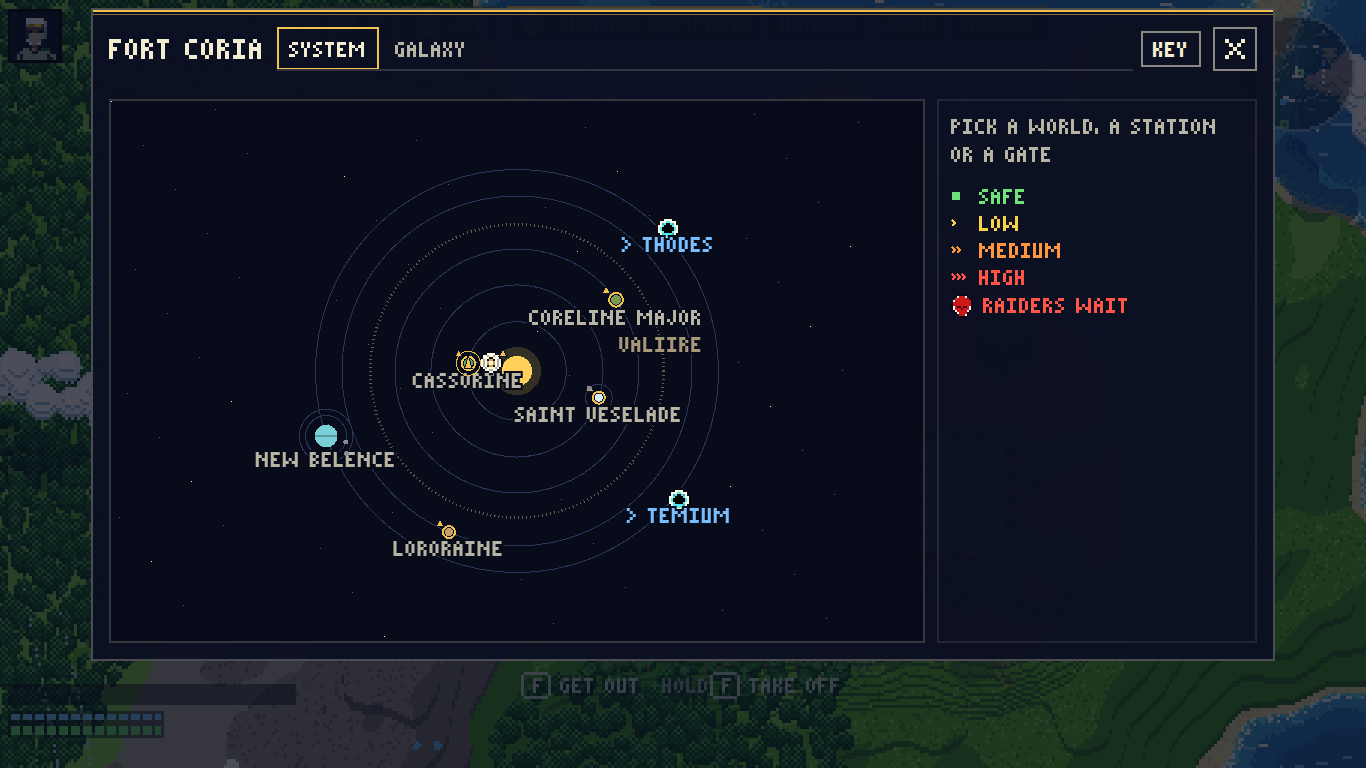 FORT CORIA
SYSTEM
GALAXY
KEY
X
PICK A WORLD, A STATION
OR A GATE
SAFE
› LOW
›› MEDIUM
››› HIGH
RAIDERS WAIT
> THODES
CORELINE MAJOR
VALIIRE
CASSORINE
SAINT VESELADE
NEW BELENCE
> TEMIUM
LORORAINE
F GET OUT HOLD F TAKE OFF